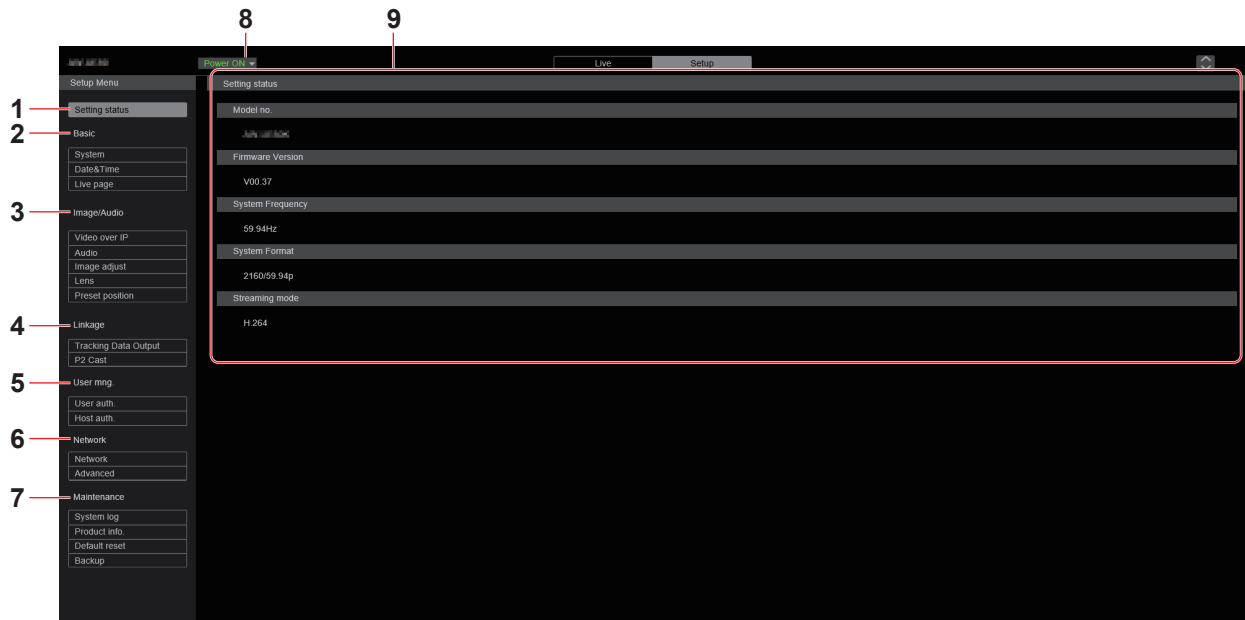 8
9
Power ON
Live
Setup
Setup Menu
Setting status
1
Setting status
2
Basic
System
Date&Time
Live page
3
Image/Audio
Video over IP
Audio
Image adjust
Lens
Preset position
4
Linkage
Tracking Data Output
P2 Cast
5
User mng.
User auth.
Host auth.
6
Network
Network
Advanced
7
Maintenance
System log
Product info.
Default reset
Backup
Model no.
Firmware Version
V00.37
System Frequency
59.94Hz
System Format
2160/59.94p
Streaming mode
H.264